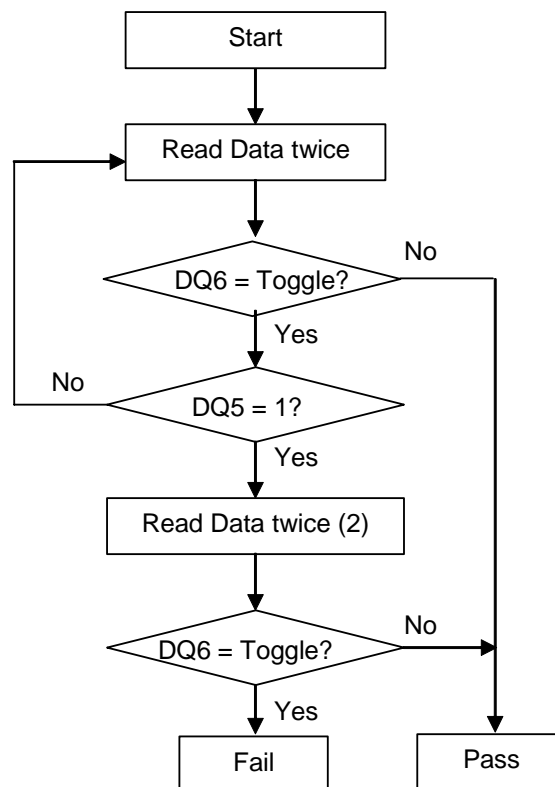 Start
Read Data twice
No
DQ6 = Toggle?
Yes
No
DQ5 = 1?
Yes
Read Data twice (2)
No
DQ6 = Toggle?
Yes
Fail
Pass